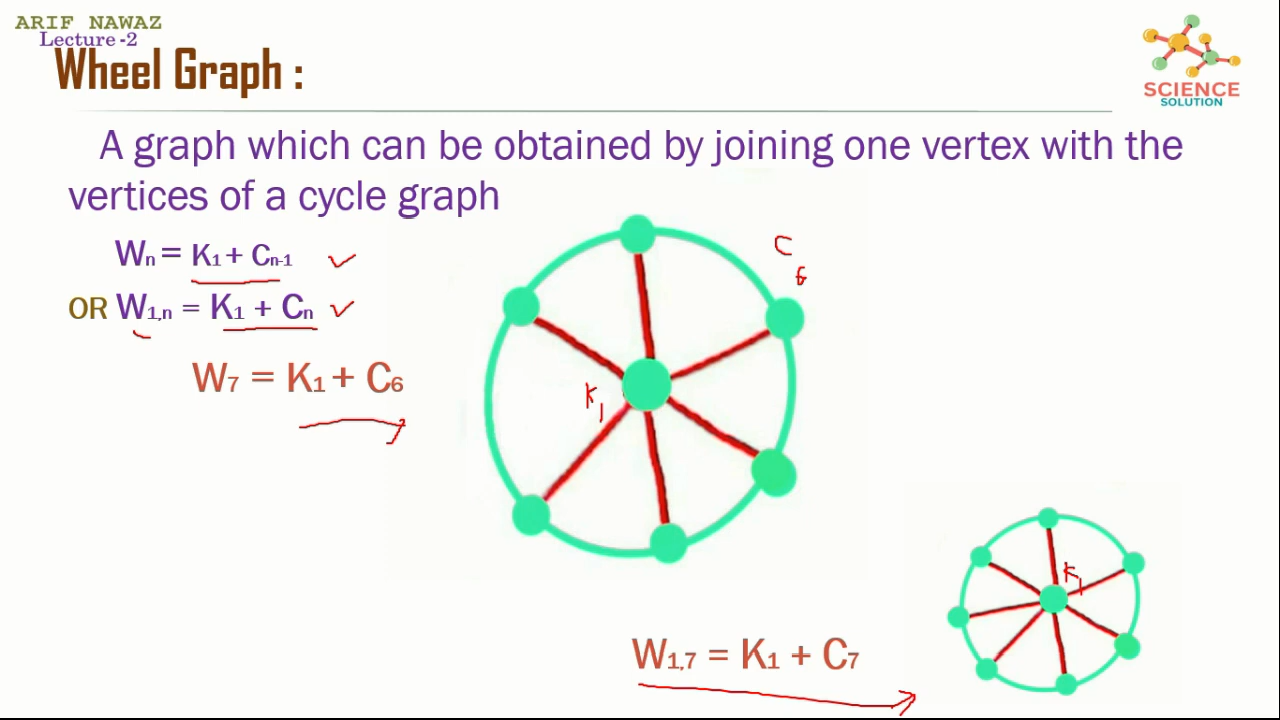 ARIF NAWAZ
Lecture -2
Wheel Graph :
SCIENCE
SOLUTION
A graph which can be obtained by joining one vertex with the
vertices of a cycle graph
Wn = K1 + Cn-1
OR W1,n = K1 + Cn
W7 = K1 + C6
C6
K1
K1
W1,7 = K1 + C7